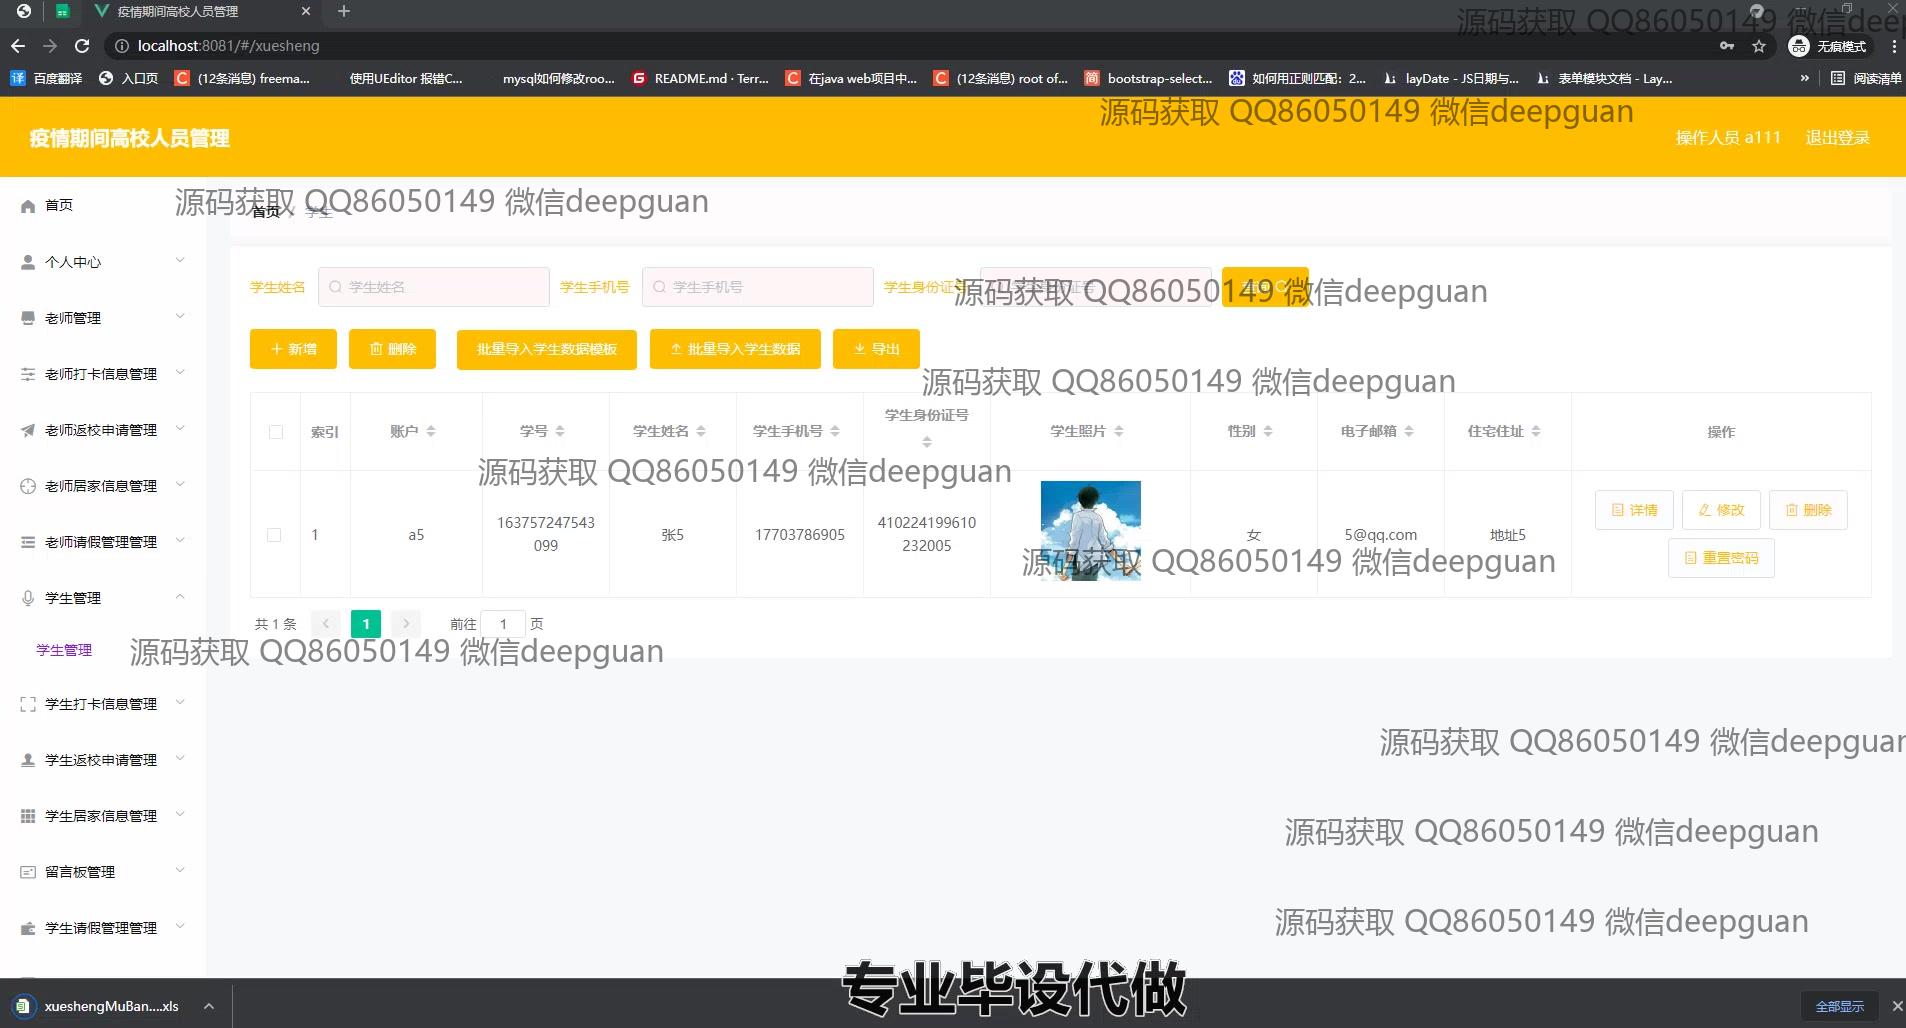 疫情期间高校人员管理
源码获取 QQ86050149 微信deep
localhost:8081/#/xuesheng
无痕模式
百度翻译 入口页 (12条消息) freema... 使用UEditor 报错C... mysql如何修改roo... README.md · Terr... 在java web项目中... (12条消息) root of... bootstrap-select... 如何用正则匹配：2... layDate - JS日期与... 表单模块文档 - Lay... » 阅读清单
源码获取 QQ86050149 微信deepguan
疫情期间高校人员管理
操作人员 a111 退出登录
首页
源码获取 QQ86050149 微信deepguan
首页 学生
个人中心
学生姓名 学生姓名 学生手机号 学生手机号 学生身份证号
源码获取 QQ86050149 微信deepguan
老师管理
新增 删除 批量导入学生数据模板 批量导入学生数据 导出
老师打卡信息管理
源码获取 QQ86050149 微信deepguan
索引 账户 学号 学生姓名 学生手机号 学生身份证号 学生照片 性别 电子邮箱 住宅住址 操作
老师返校申请管理
源码获取 QQ86050149 微信deepguan
老师居家信息管理
1 a5 163757247543 张5 17703786905 410224199610 女 5@qq.com 地址5 详情 修改 删除
099 232005 重置密码
老师请假管理管理
源码获取 QQ86050149 微信deepguan
学生管理
共 1 条 1 前往 1 页
学生管理
源码获取 QQ86050149 微信deepguan
学生打卡信息管理
源码获取 QQ86050149 微信deepguan
学生返校申请管理
学生居家信息管理
源码获取 QQ86050149 微信deepguan
留言板管理
源码获取 QQ86050149 微信deepguan
学生请假管理管理
专业毕设代做
xueshengMuBan....xls
全部显示